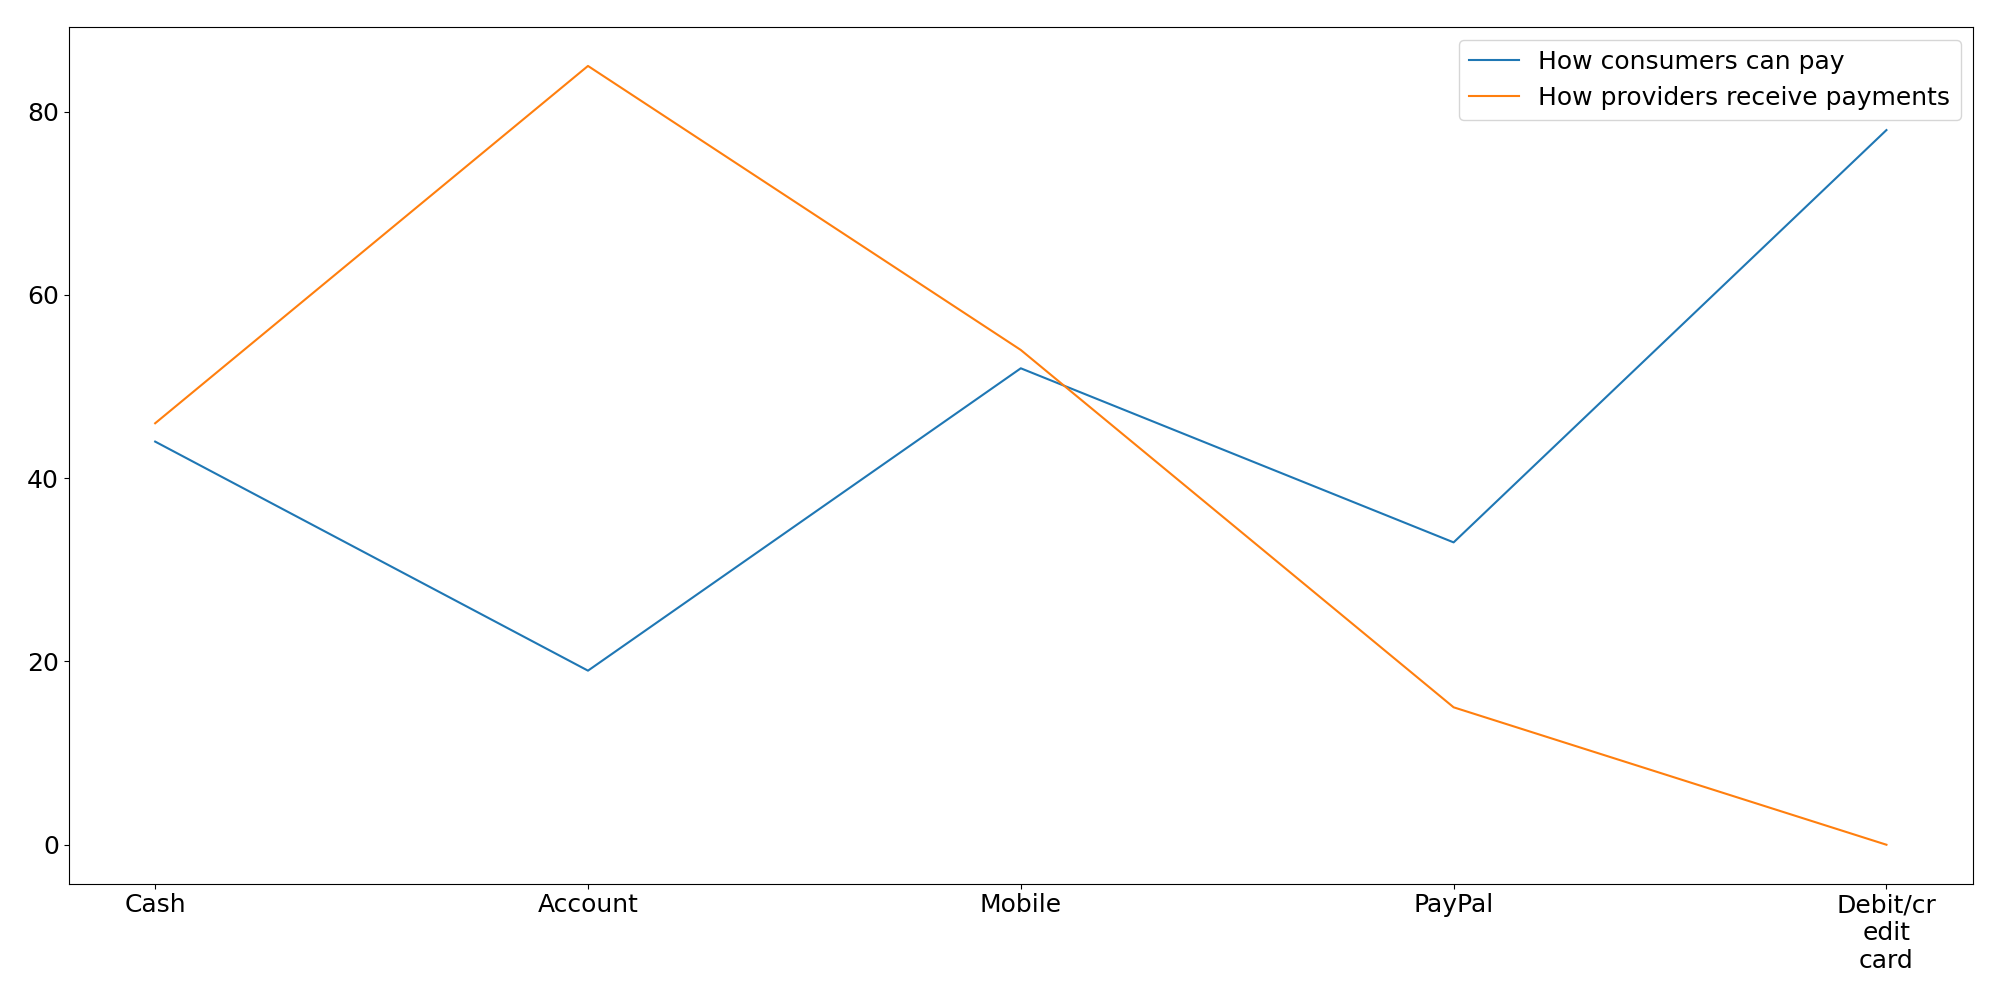 How consumers can pay
How providers receive payments
80
60
40
20
0
Cash
Account
Mobile
PayPal
Debit/cr
edit
card